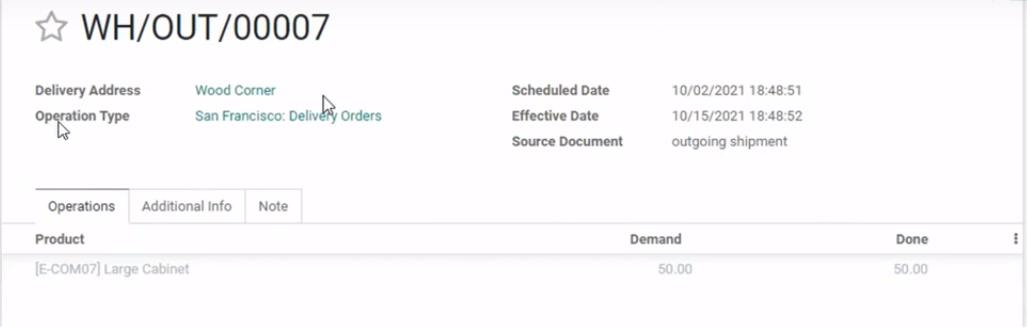 WH/OUT/00007
Delivery Address Wood Corner Scheduled Date 10/02/2021 18:48:51
Operation Type San Francisco: Delivery Orders Effective Date 10/15/2021 18:48:52
Source Document outgoing shipment
Operations Additional Info Note
Product Demand Done
[E-COM07] Large Cabinet 50.00 50.00